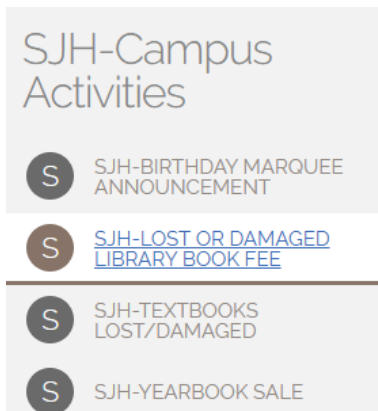 SJH-Campus
Activities
S
SJH-BIRTHDAY MARQUEE
ANNOUNCEMENT
S
SJH-LOST OR DAMAGED
LIBRARY BOOK FEE
S
SJH-TEXTBOOKS
LOST/DAMAGED
S
SJH-YEARBOOK SALE